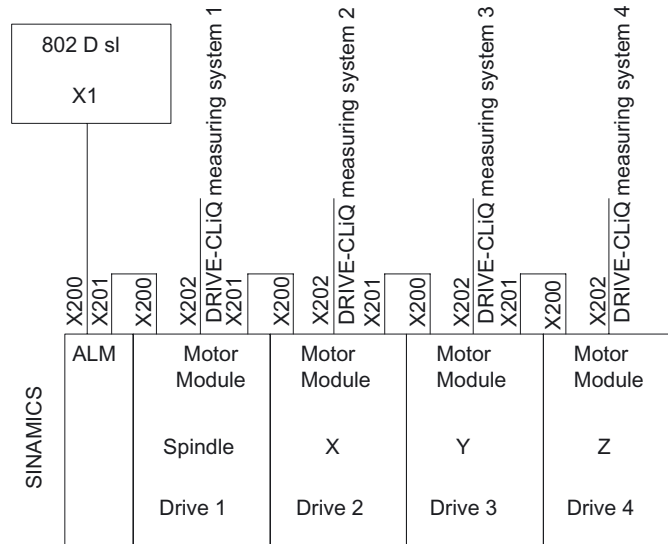 802 D sl
X1
DRIVE-CLiQ measuring system 1
DRIVE-CLiQ measuring system 2
DRIVE-CLiQ measuring system 3
DRIVE-CLiQ measuring system 4
X200
X201
X200
X202
X201
X200
X202
X201
X200
X202
X201
X200
X202
SINAMICS
ALM
Motor
Module
Motor
Module
Motor
Module
Motor
Module
Spindle
X
Y
Z
Drive 1
Drive 2
Drive 3
Drive 4